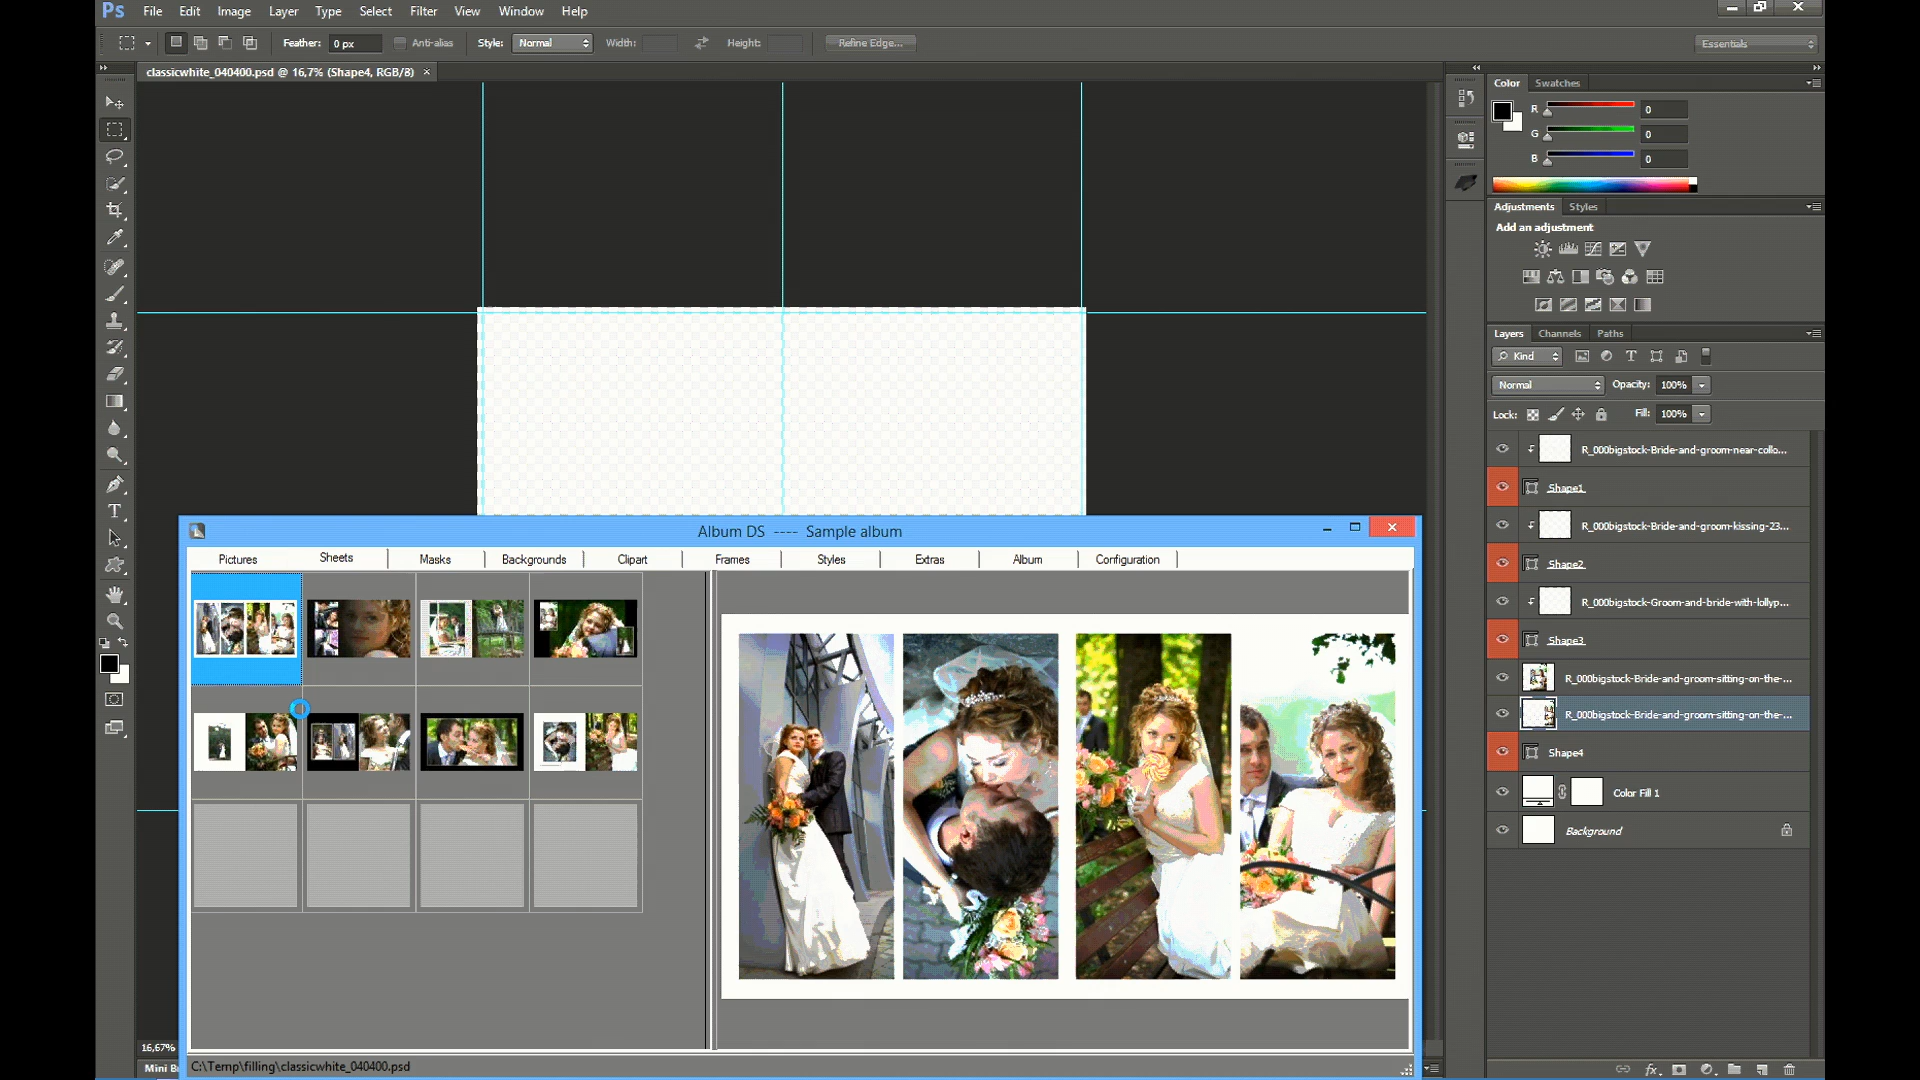 Ps File Edit Image Layer Type Select Filter View Window Help
Feather: 0 px Anti-alias Style: Normal Width: Height: Refine Edge... Essentials
classicwhite_040400.psd @ 16,7% (Shape4, RGB/8) ×
Color Swatches
R 0
G 0
B 0
Adjustments Styles
Add an adjustment
Layers Channels Paths
Kind
Normal Opacity: 100%
Lock: Fill: 100%
R_000bigstock-Bride-and-groom-near-collo...
Shape1
R_000bigstock-Bride-and-groom-kissing-23...
Shape2
R_000bigstock-Groom-and-bride-with-lollyp...
Shape3
R_000bigstock-Bride-and-groom-sitting-on-the-...
R_000bigstock-Bride-and-groom-sitting-on-the-...
Shape4
Color Fill 1
Background
Album DS ---- Sample album
Pictures Sheets Masks Backgrounds Clipart Frames Styles Extras Album Configuration
16,67%
Mini B
C:\Temp\filling\classicwhite_040400.psd